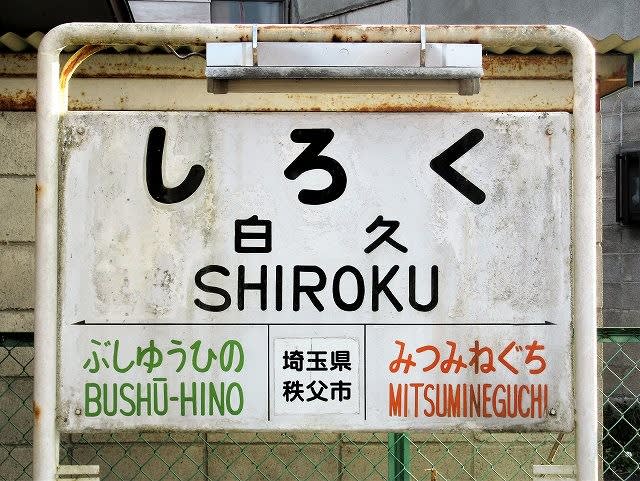 しろく
白久
SHIROKU
ぶしゆうひの
BUSHŪ-HINO
埼玉県
秩父市
みつみねぐち
MITSUMINEGUCHI